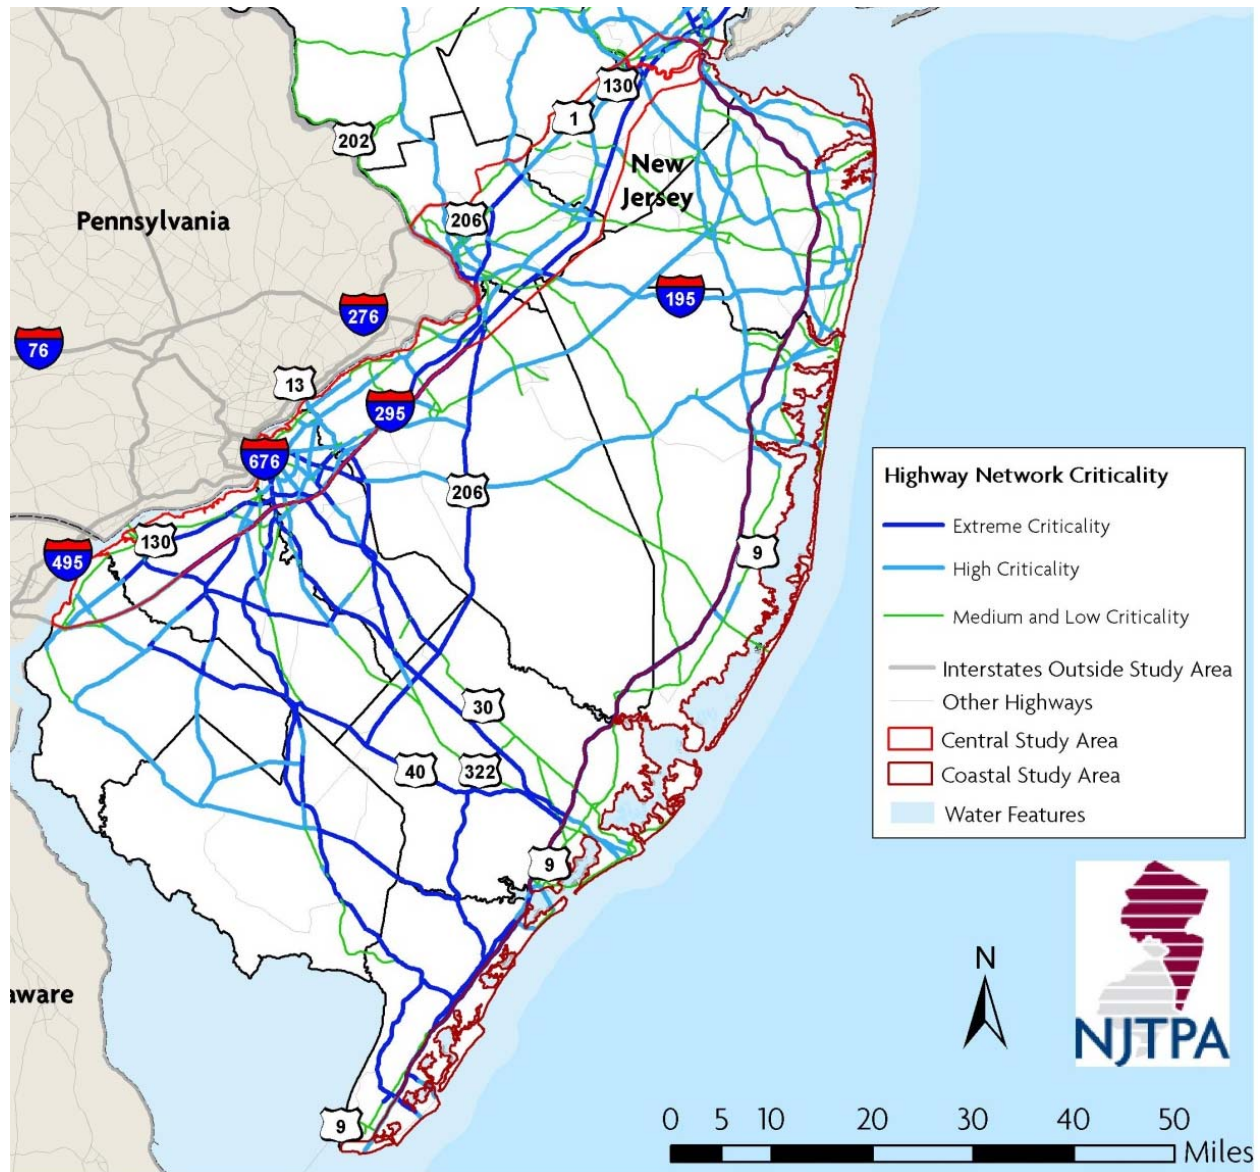 130
1
202
New
Jersey
Pennsylvania
206
195
276
76
13
295
676
206
130
495
9
30
40
322
9
aware
9
Highway Network Criticality
Extreme Criticality
High Criticality
Medium and Low Criticality
Interstates Outside Study Area
Other Highways
Central Study Area
Coastal Study Area
Water Features
N
NJTPA
0 5 10 20 30 40 50
Miles